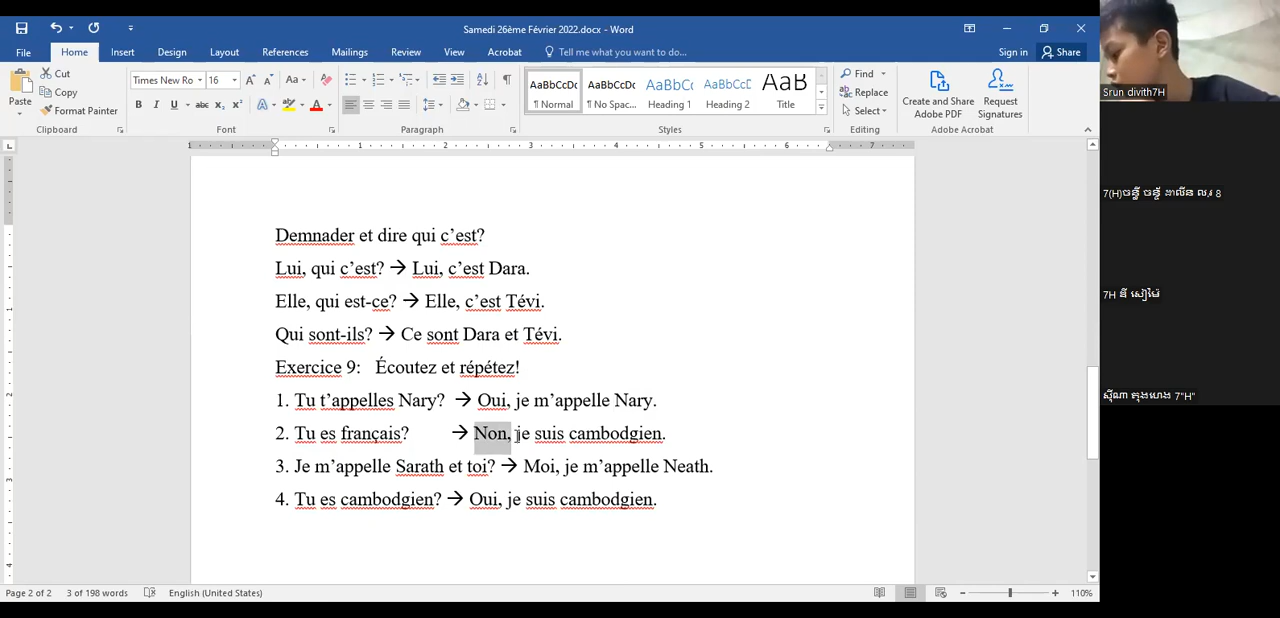 Samedi 26ème Février 2022.docx - Word
File Home Insert Design Layout References Mailings Review View Acrobat Tell me what you want to do... Sign in Share
Paste
Cut
Copy
Format Painter
Clipboard
Times New Ro 16
Font
Paragraph
AaBbCcDc AaBbCcDc AaBbCc AaBbCcD AaB
¶ Normal ¶ No Spac... Heading 1 Heading 2 Title
Styles
Find
Replace
Select
Editing
Create and Share Adobe PDF
Request Signatures
Adobe Acrobat
Demnader et dire qui c’est?
Lui, qui c’est? → Lui, c’est Dara.
Elle, qui est-ce? → Elle, c’est Tévi.
Qui sont-ils? → Ce sont Dara et Tévi.
Exercice 9: Écoutez et répétez!
1. Tu t’appelles Nary? → Oui, je m’appelle Nary.
2. Tu es français? → Non, je suis cambodgien.
3. Je m’appelle Sarath et toi? → Moi, je m’appelle Neath.
4. Tu es cambodgien? → Oui, je suis cambodgien.
Page 2 of 2 3 of 198 words English (United States) 110%
Srun divith7H